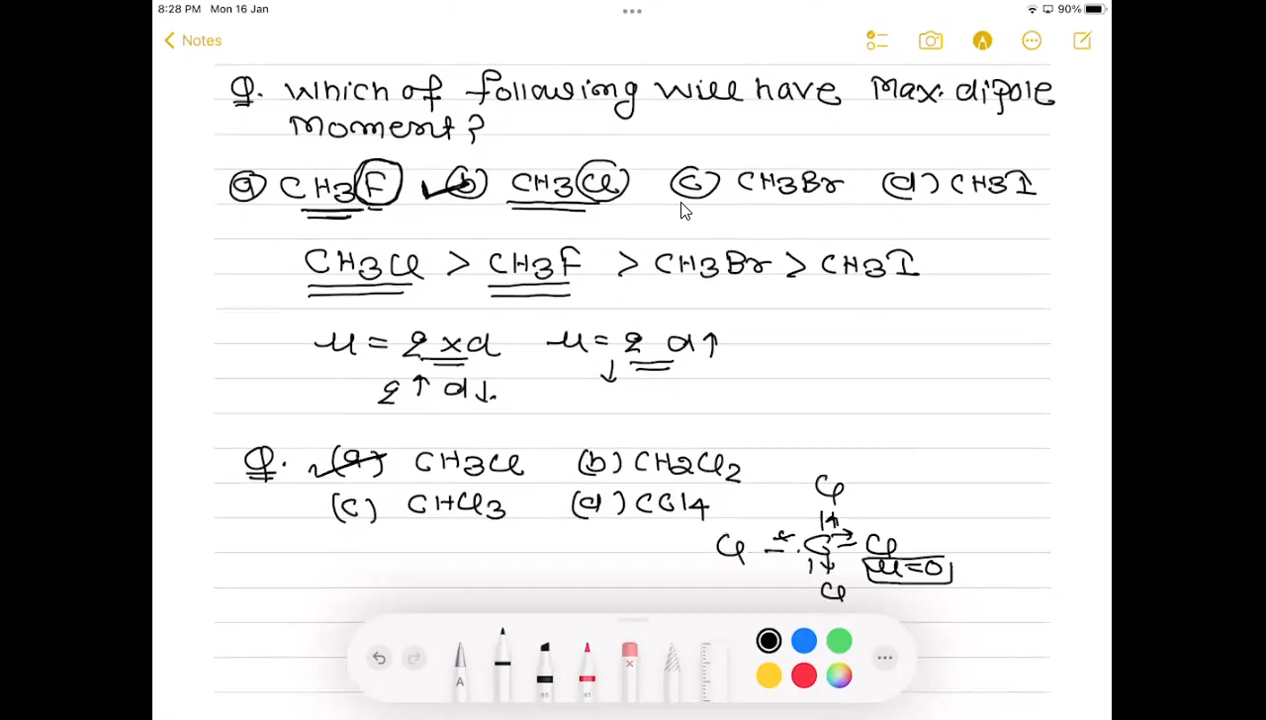 8:28 PM Mon 16 Jan
90%
Notes
Q. Which of following will have Max. dipole
Moment?
(a) CH3F (b) CH3Cl (c) CH3Br (d) CH3I
CH3Cl > CH3F > CH3Br > CH3I
μ = q × d μ = q d↑
↓
q ↑ d ↓
Q. (a) CH3Cl (b) CH2Cl2
(c) CHCl3 (d) CCl4
Cl
Cl C Cl
μ=0
Cl
A
80